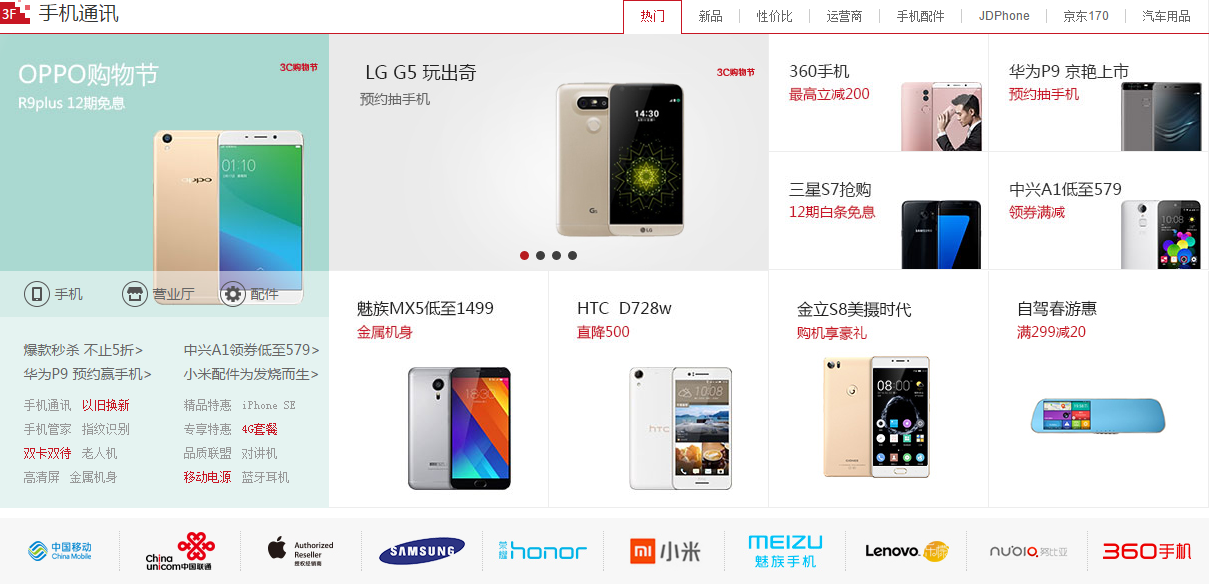 3F 手机通讯
热门 新品 性价比 运营商 手机配件 JDPhone 京东170 汽车用品
OPPO购物节
3C购物节
R9plus 12期免息
oppo
01:10
手机 营业厅 配件
爆款秒杀 不止5折> 中兴A1领券低至579>
华为P9 预约赢手机> 小米配件为发烧而生>
手机通讯 以旧换新 精品特惠 iPhone SE
手机管家 指纹识别 专享特惠 4G套餐
双卡双待 老人机 品质联盟 对讲机
高清屏 金属机身 移动电源 蓝牙耳机
LG G5 玩出奇
3C购物节
预约抽手机
14:30
G5
LG
360手机
最高立减200
华为P9 京艳上市
预约抽手机
三星S7抢购
12期白条免息
SAMSUNG
中兴A1低至579
领券满减
10:08
魅族MX5低至1499
金属机身
18:30
HTC D728w
直降500
10:08
htc
金立S8美摄时代
购机享豪礼
08:00
自驾春游惠
满299减20
中国移动
China Mobile
China
unicom中国联通
Authorized
Reseller
授权经销商
SAMSUNG
荣耀 honor
mi 小米
MEIZU
魅族手机
Lenovo
nubia 努比亚
360手机